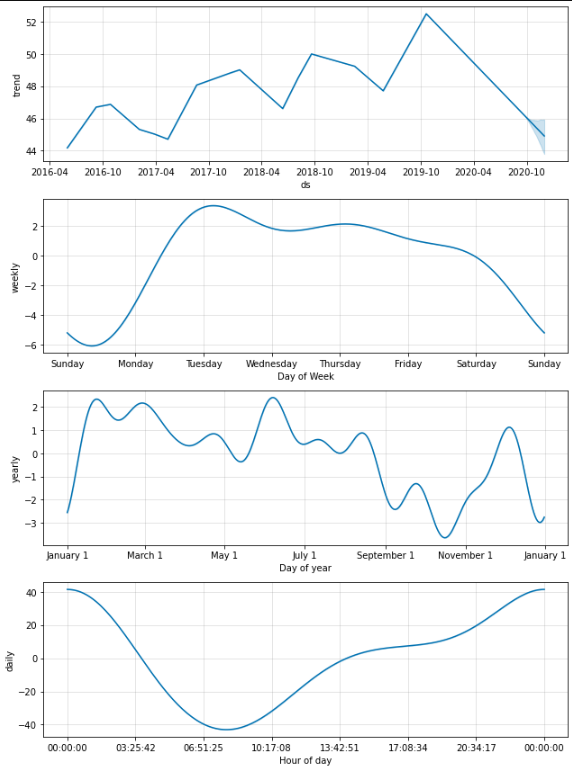 52
50
48
46
44
trend
2016-04 2016-10 2017-04 2017-10 2018-04 2018-10 2019-04 2019-10 2020-04 2020-10
ds
2
0
−2
−4
−6
weekly
Sunday Monday Tuesday Wednesday Thursday Friday Saturday Sunday
Day of Week
2
1
0
−1
−2
−3
yearly
January 1 March 1 May 1 July 1 September 1 November 1 January 1
Day of year
40
20
0
−20
−40
daily
00:00:00 03:25:42 06:51:25 10:17:08 13:42:51 17:08:34 20:34:17 00:00:00
Hour of day